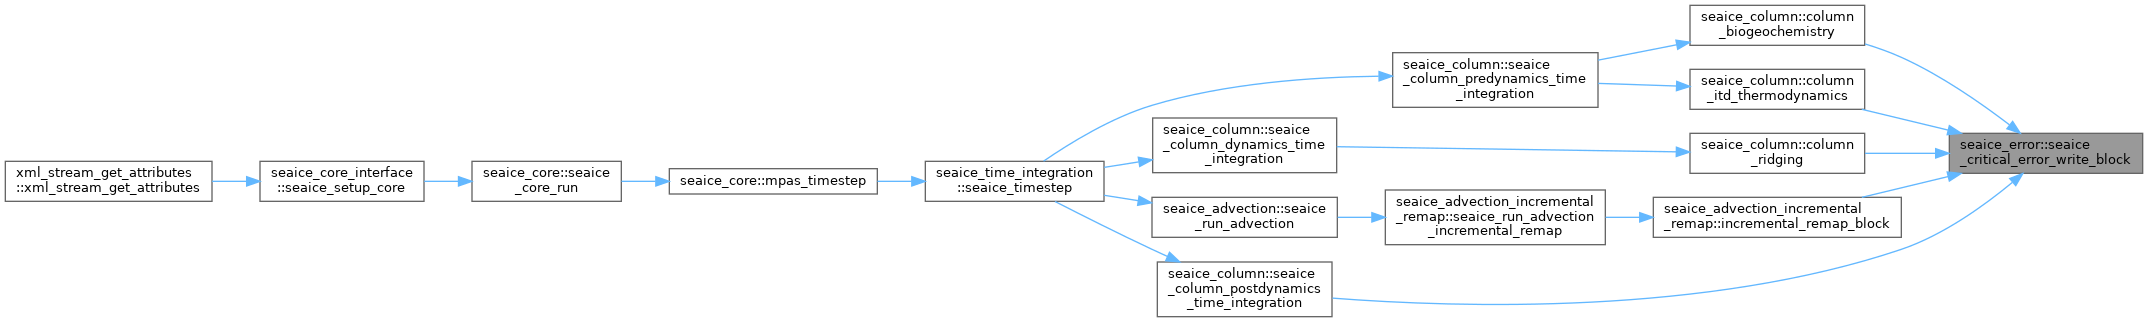 xml_stream_get_attributes
::xml_stream_get_attributes
seaice_core_interface
::seaice_setup_core
seaice_core::seaice
_core_run
seaice_core::mpas_timestep
seaice_time_integration
::seaice_timestep
seaice_column::seaice
_column_predynamics_time
_integration
seaice_column::seaice
_column_dynamics_time
_integration
seaice_advection::seaice
_run_advection
seaice_column::seaice
_column_postdynamics
_time_integration
seaice_advection_incremental
_remap::seaice_run_advection
_incremental_remap
seaice_column::column
_biogeochemistry
seaice_column::column
_itd_thermodynamics
seaice_column::column
_ridging
seaice_advection_incremental
_remap::incremental_remap_block
seaice_error::seaice
_critical_error_write_block